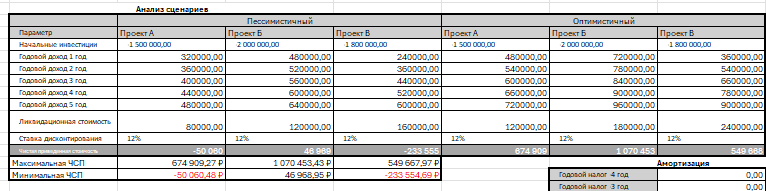 Анализ сценариев
Пессимистичный Оптимистичный
Параметр Проект А Проект Б Проект В Проект А Проект Б Проект В
Начальные инвестиции -1 500 000,00 -2 000 000,00 -1 800 000,00 -1 500 000,00 -2 000 000,00 -1 800 000,00
Годовой доход 1 год 320000,00 480000,00 240000,00 480000,00 720000,00 360000,00
Годовой доход 2 год 360000,00 520000,00 360000,00 540000,00 780000,00 540000,00
Годовой доход 3 год 400000,00 560000,00 440000,00 600000,00 840000,00 660000,00
Годовой доход 4 год 440000,00 600000,00 520000,00 660000,00 900000,00 780000,00
Годовой доход 5 год 480000,00 640000,00 600000,00 720000,00 960000,00 900000,00
Ликвидационная стоимость 80000,00 120000,00 160000,00 120000,00 180000,00 240000,00
Ставка дисконтирования 12% 12% 12% 12% 12% 12%
Чистая приведенная стоимость -50 060 46 969 -233 555 674 909 1 070 453 549 668
Максимальная ЧСП 674 909,27 ₽ 1 070 453,43 ₽ 549 667,97 ₽
Амортизация
Минимальная ЧСП -50 060,48 ₽ 46 968,95 ₽ -233 554,69 ₽
Годовой налог -4 год 0,00
Годовой налог -3 год 0,00